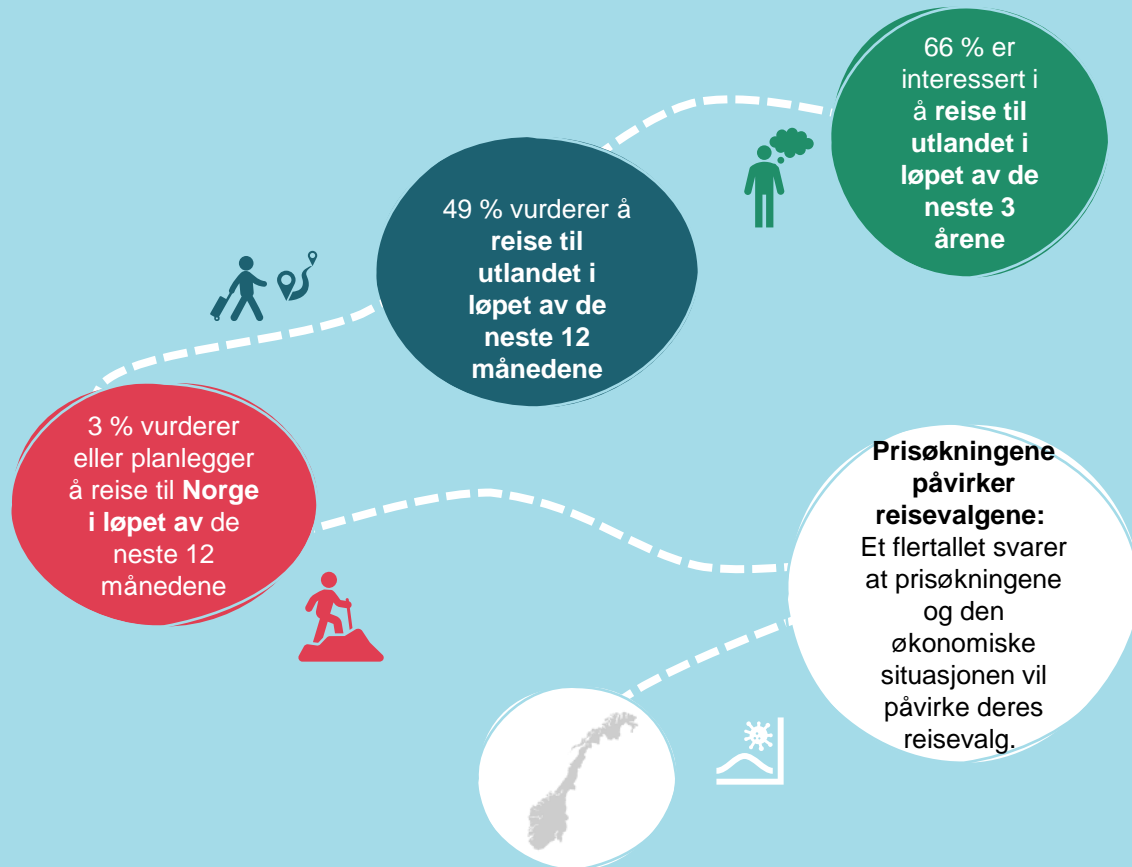 66 % er
interessert i
å reise til
utlandet i
løpet av de
neste 3
årene
49 % vurderer å
reise til
utlandet i
løpet av de
neste 12
månedene
3 % vurderer
eller planlegger
å reise til Norge
i løpet av de
neste 12
månedene
Prisøkningene
påvirker
reisevalgene:
Et flertallet svarer
at prisøkningene
og den
økonomiske
situasjonen vil
påvirke deres
reisevalg.